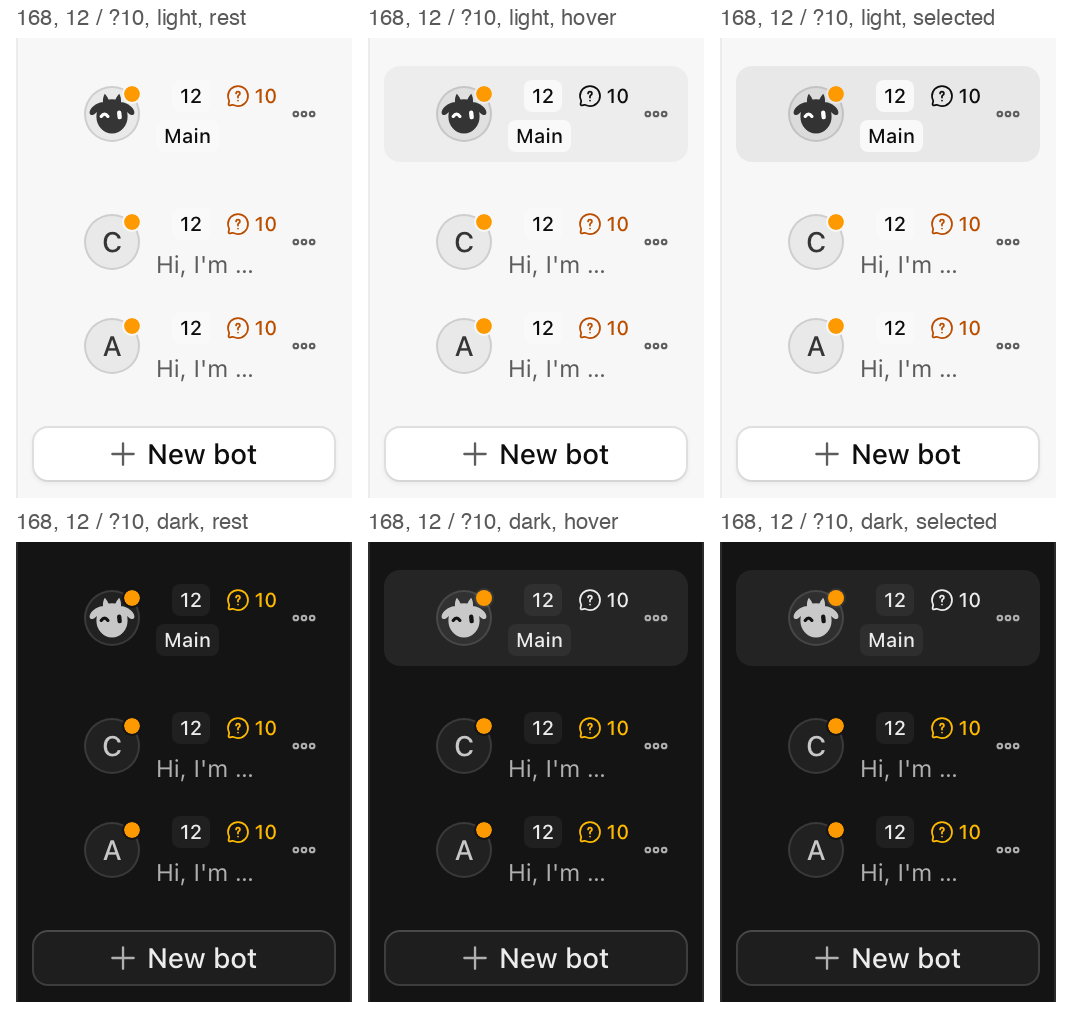 168, 12 / ?10, light, rest
12 ? 10
Main
C 12 ? 10
Hi, I'm ...
A 12 ? 10
Hi, I'm ...
+ New bot
168, 12 / ?10, light, hover
12 ? 10
Main
C 12 ? 10
Hi, I'm ...
A 12 ? 10
Hi, I'm ...
+ New bot
168, 12 / ?10, light, selected
12 ? 10
Main
C 12 ? 10
Hi, I'm ...
A 12 ? 10
Hi, I'm ...
+ New bot
168, 12 / ?10, dark, rest
12 ? 10
Main
C 12 ? 10
Hi, I'm ...
A 12 ? 10
Hi, I'm ...
+ New bot
168, 12 / ?10, dark, hover
12 ? 10
Main
C 12 ? 10
Hi, I'm ...
A 12 ? 10
Hi, I'm ...
+ New bot
168, 12 / ?10, dark, selected
12 ? 10
Main
C 12 ? 10
Hi, I'm ...
A 12 ? 10
Hi, I'm ...
+ New bot